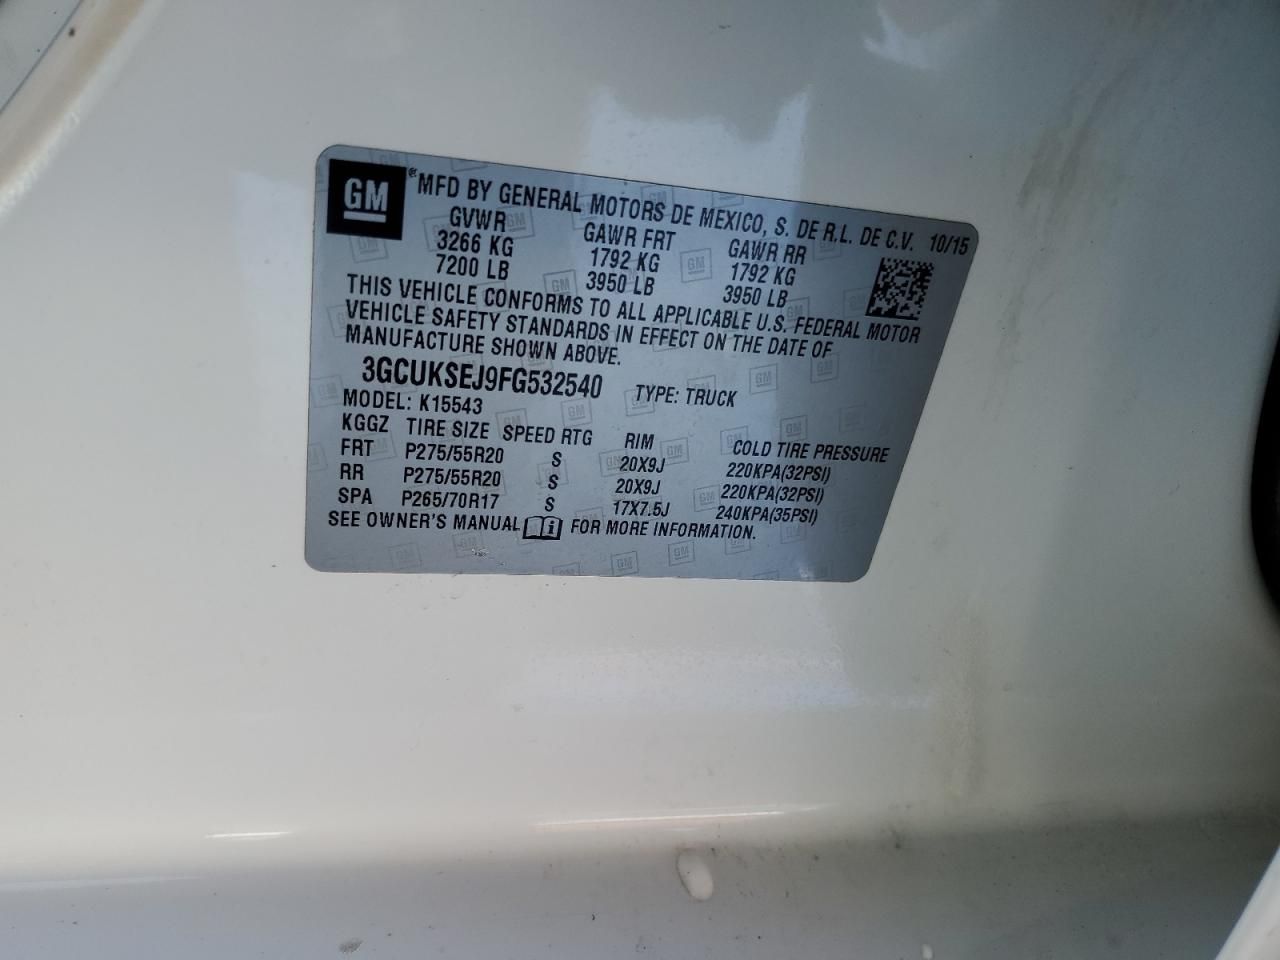 GM ® MFD BY GENERAL MOTORS DE MEXICO, S. DE R.L. DE C.V. 10/15
GVWR GAWR FRT GAWR RR
3266 KG 1792 KG 1792 KG
7200 LB 3950 LB 3950 LB
THIS VEHICLE CONFORMS TO ALL APPLICABLE U.S. FEDERAL MOTOR
VEHICLE SAFETY STANDARDS IN EFFECT ON THE DATE OF
MANUFACTURE SHOWN ABOVE.
3GCUKSEJ9FG532540 TYPE: TRUCK
MODEL: K15543
KGGZ TIRE SIZE SPEED RTG RIM COLD TIRE PRESSURE
FRT P275/55R20 S 20X9J 220KPA(32PSI)
RR P275/55R20 S 20X9J 220KPA(32PSI)
SPA P265/70R17 S 17X7.5J 240KPA(35PSI)
SEE OWNER'S MANUAL i FOR MORE INFORMATION.